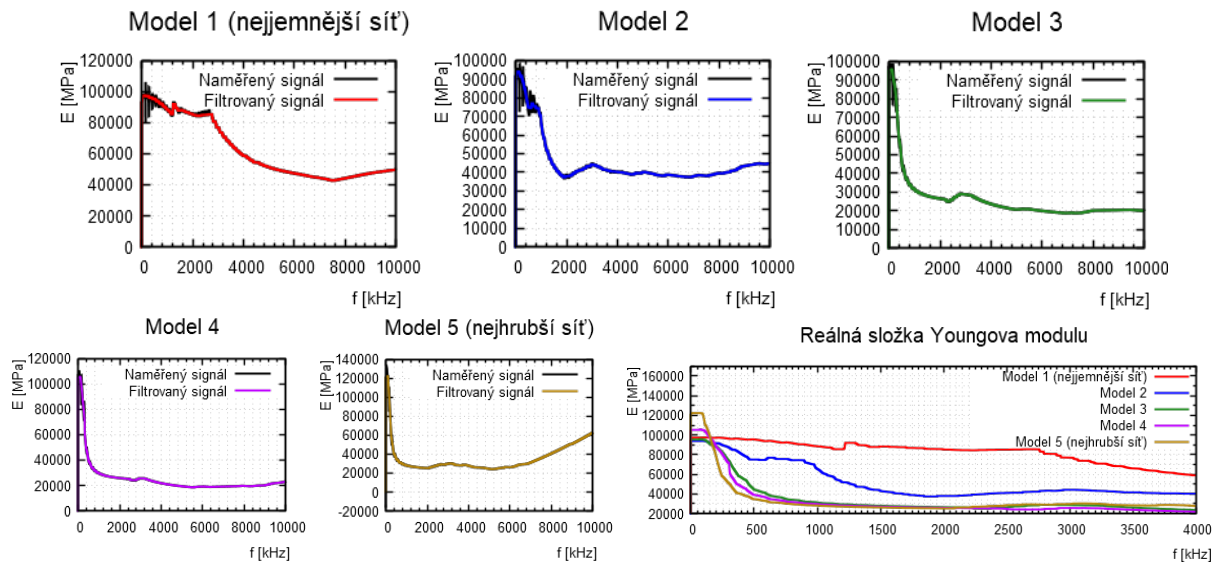 Model 1 (nejjemnější síť)
E [MPa]
120000
100000
80000
60000
40000
20000
0
Naměřený signál
Filtrovaný signál
0 2000 4000 6000 8000 10000
f [kHz]
Model 2
E [MPa]
100000
90000
80000
70000
60000
50000
40000
30000
20000
10000
0
Naměřený signál
Filtrovaný signál
0 2000 4000 6000 8000 10000
f [kHz]
Model 3
E [MPa]
100000
90000
80000
70000
60000
50000
40000
30000
20000
10000
0
Naměřený signál
Filtrovaný signál
0 2000 4000 6000 8000 10000
f [kHz]
Model 4
E [MPa]
120000
100000
80000
60000
40000
20000
0
Naměřený signál
Filtrovaný signál
0 2000 4000 6000 8000 10000
f [kHz]
Model 5 (nejhrubší síť)
E [MPa]
140000
120000
100000
80000
60000
40000
20000
0
-20000
Naměřený signál
Filtrovaný signál
0 2000 4000 6000 8000 10000
f [kHz]
Reálná složka Youngova modulu
E [MPa]
160000
140000
120000
100000
80000
60000
40000
20000
Model 1 (nejjemnější síť)
Model 2
Model 3
Model 4
Model 5 (nejhrubší síť)
0 500 1000 1500 2000 2500 3000 3500 4000
f [kHz]